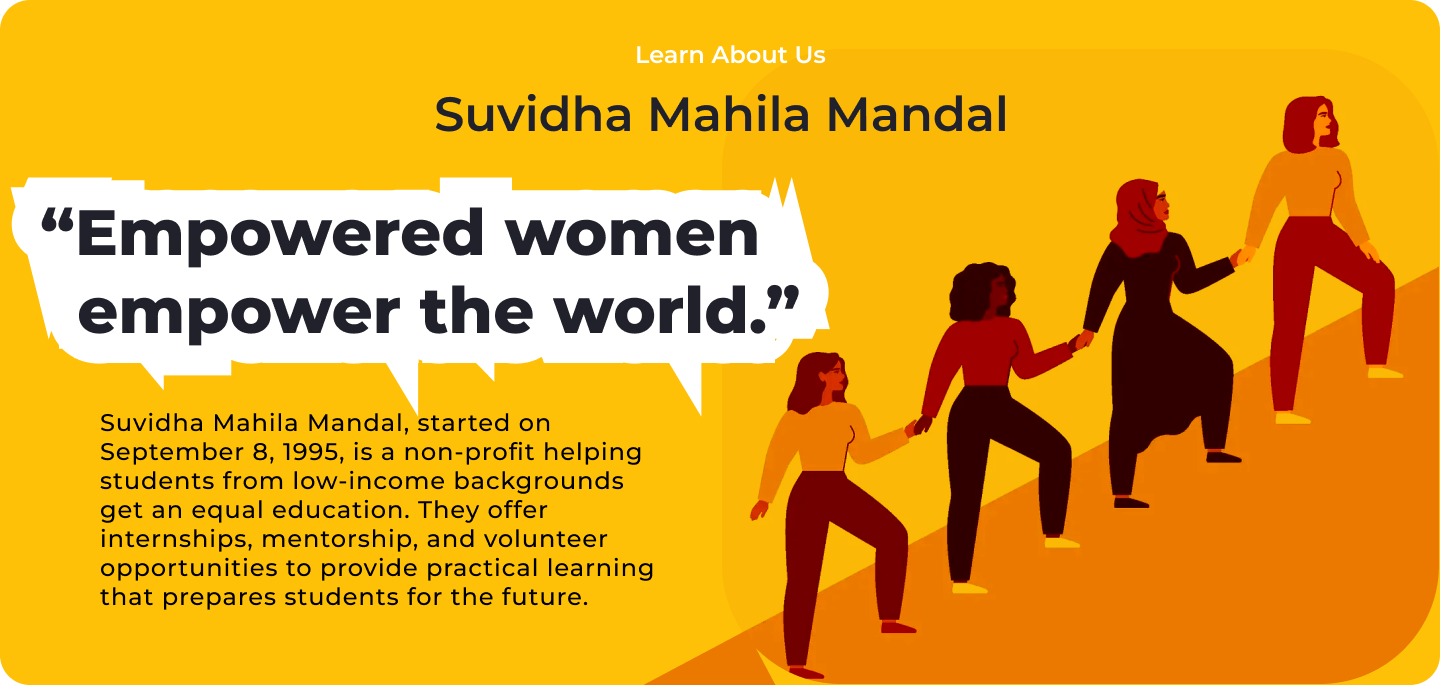 Learn About Us
Suvidha Mahila Mandal
“Empowered women
empower the world.”
Suvidha Mahila Mandal, started on
September 8, 1995, is a non-profit helping
students from low-income backgrounds
get an equal education. They offer
internships, mentorship, and volunteer
opportunities to provide practical learning
that prepares students for the future.